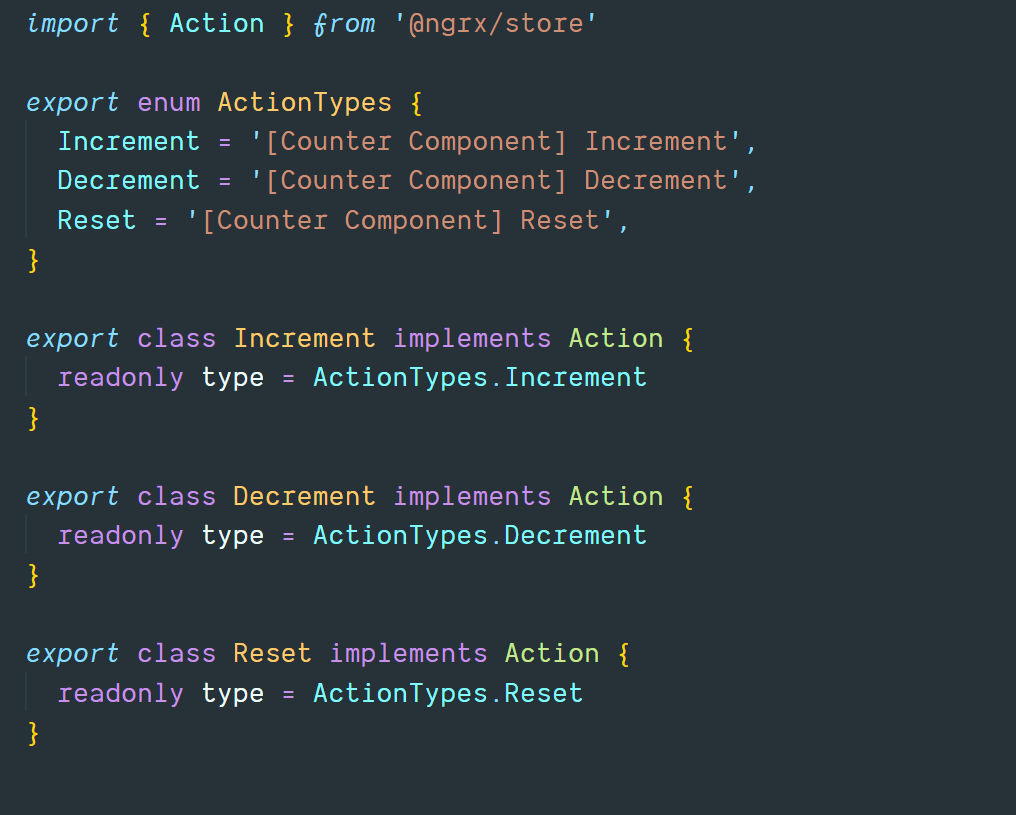 import { Action } from '@ngrx/store'

export enum ActionTypes {
  Increment = '[Counter Component] Increment',
  Decrement = '[Counter Component] Decrement',
  Reset = '[Counter Component] Reset',
}

export class Increment implements Action {
  readonly type = ActionTypes.Increment
}

export class Decrement implements Action {
  readonly type = ActionTypes.Decrement
}

export class Reset implements Action {
  readonly type = ActionTypes.Reset
}